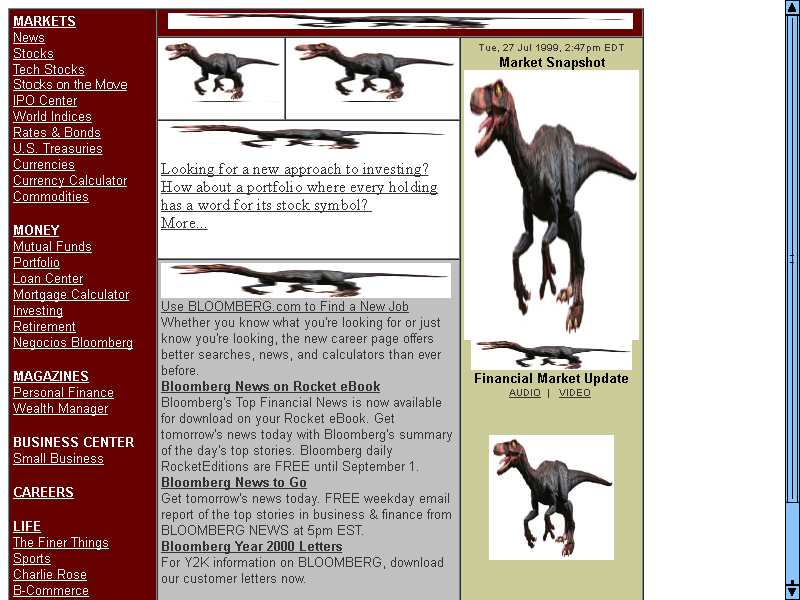 MARKETS
News
Stocks
Tech Stocks
Stocks on the Move
IPO Center
World Indices
Rates & Bonds
U.S. Treasuries
Currencies
Currency Calculator
Commodities
MONEY
Mutual Funds
Portfolio
Loan Center
Mortgage Calculator
Investing
Retirement
Negocios Bloomberg
MAGAZINES
Personal Finance
Wealth Manager
BUSINESS CENTER
Small Business
CAREERS
LIFE
The Finer Things
Sports
Charlie Rose
B-Commerce
Looking for a new approach to investing?
How about a portfolio where every holding
has a word for its stock symbol?
More...
Use BLOOMBERG.com to Find a New Job
Whether you know what you're looking for or just
know you're looking, the new career page offers
better searches, news, and calculators than ever
before.
Bloomberg News on Rocket eBook
Bloomberg's Top Financial News is now available
for download on your Rocket eBook. Get
tomorrow's news today with Bloomberg's summary
of the day's top stories. Bloomberg daily
RocketEditions are FREE until September 1.
Bloomberg News to Go
Get tomorrow's news today. FREE weekday email
report of the top stories in business & finance from
BLOOMBERG NEWS at 5pm EST.
Bloomberg Year 2000 Letters
For Y2K information on BLOOMBERG, download
our customer letters now.
Tue, 27 Jul 1999, 2:47pm EDT
Market Snapshot
Financial Market Update
AUDIO | VIDEO